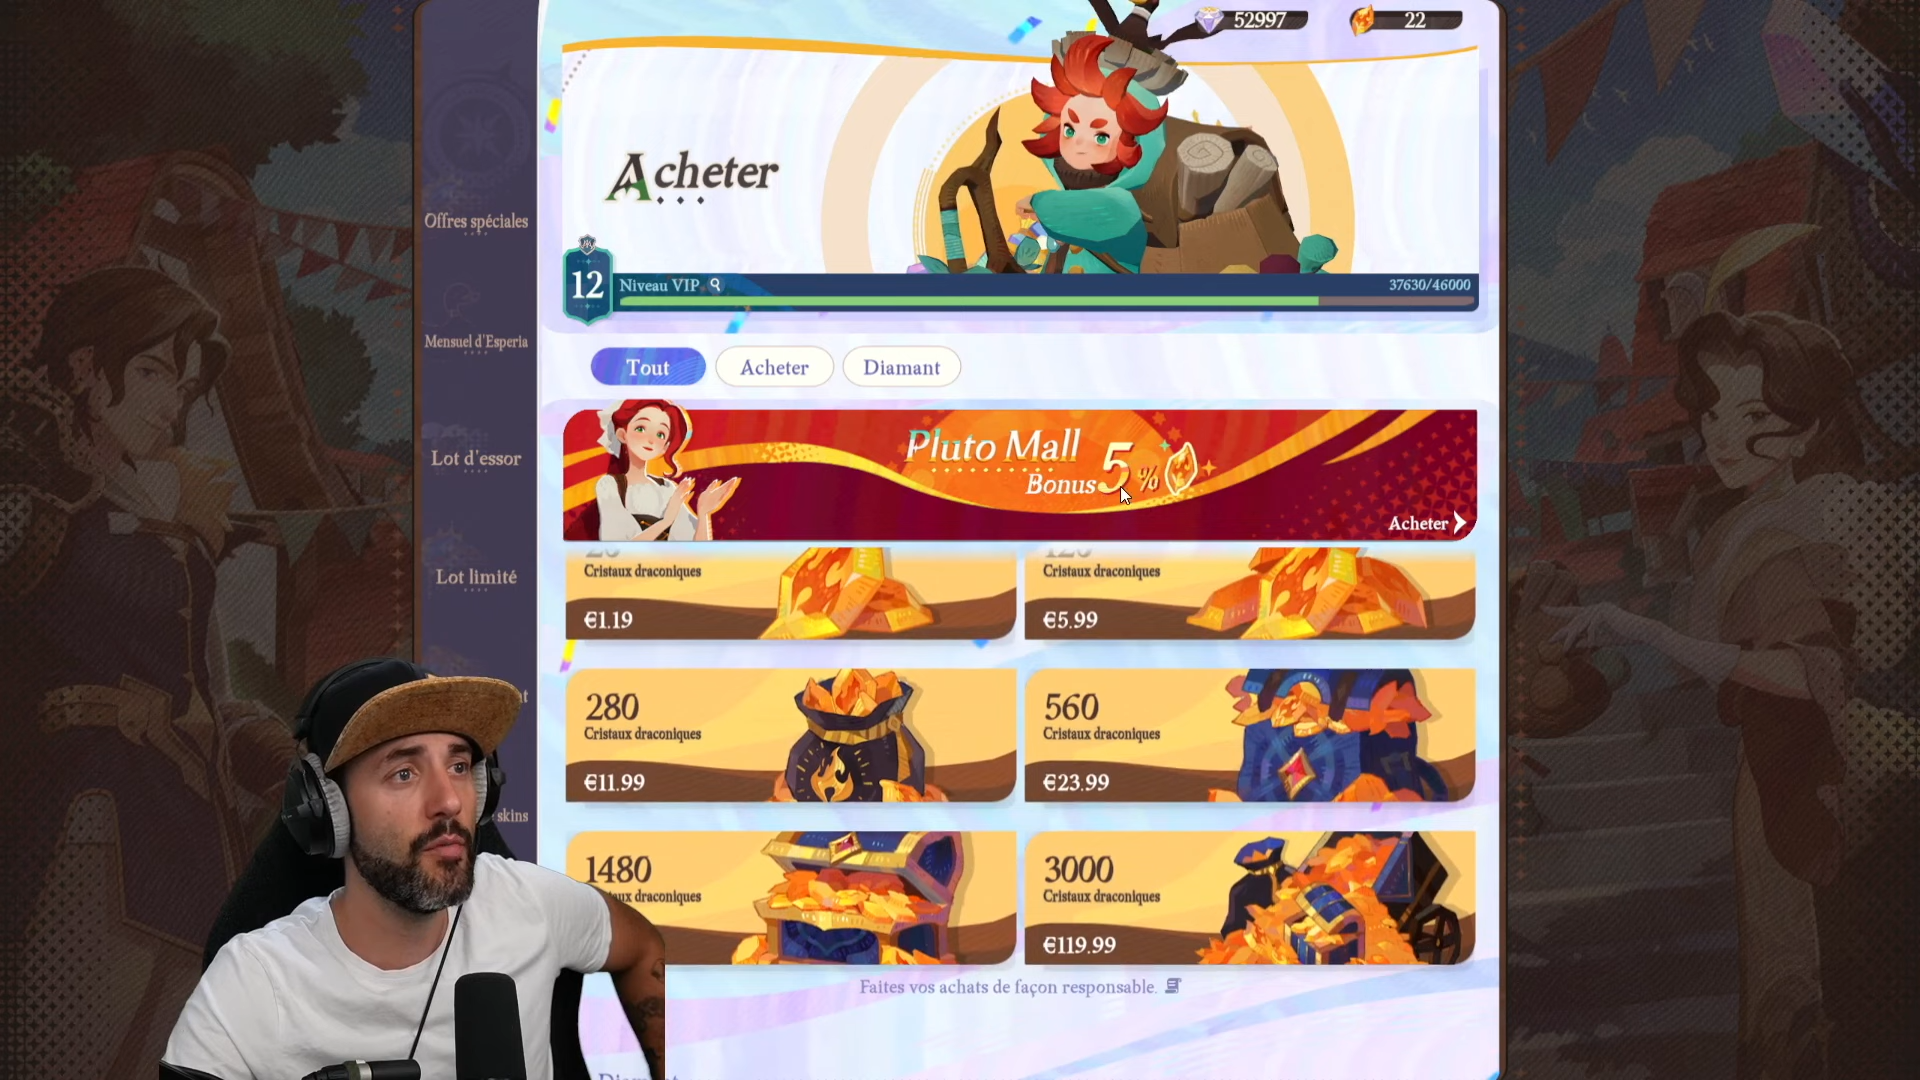 52997
22
Acheter
12
Niveau VIP
37630/46000
Offres spéciales
Mensuel d'Esperia
Lot d'essor
Lot limité
skins
Tout
Acheter
Diamant
Pluto Mall
Bonus 5 %
Acheter
Cristaux draconiques
€1.19
Cristaux draconiques
€5.99
280
Cristaux draconiques
€11.99
560
Cristaux draconiques
€23.99
1480
draconiques
3000
Cristaux draconiques
€119.99
Faites vos achats de façon responsable.